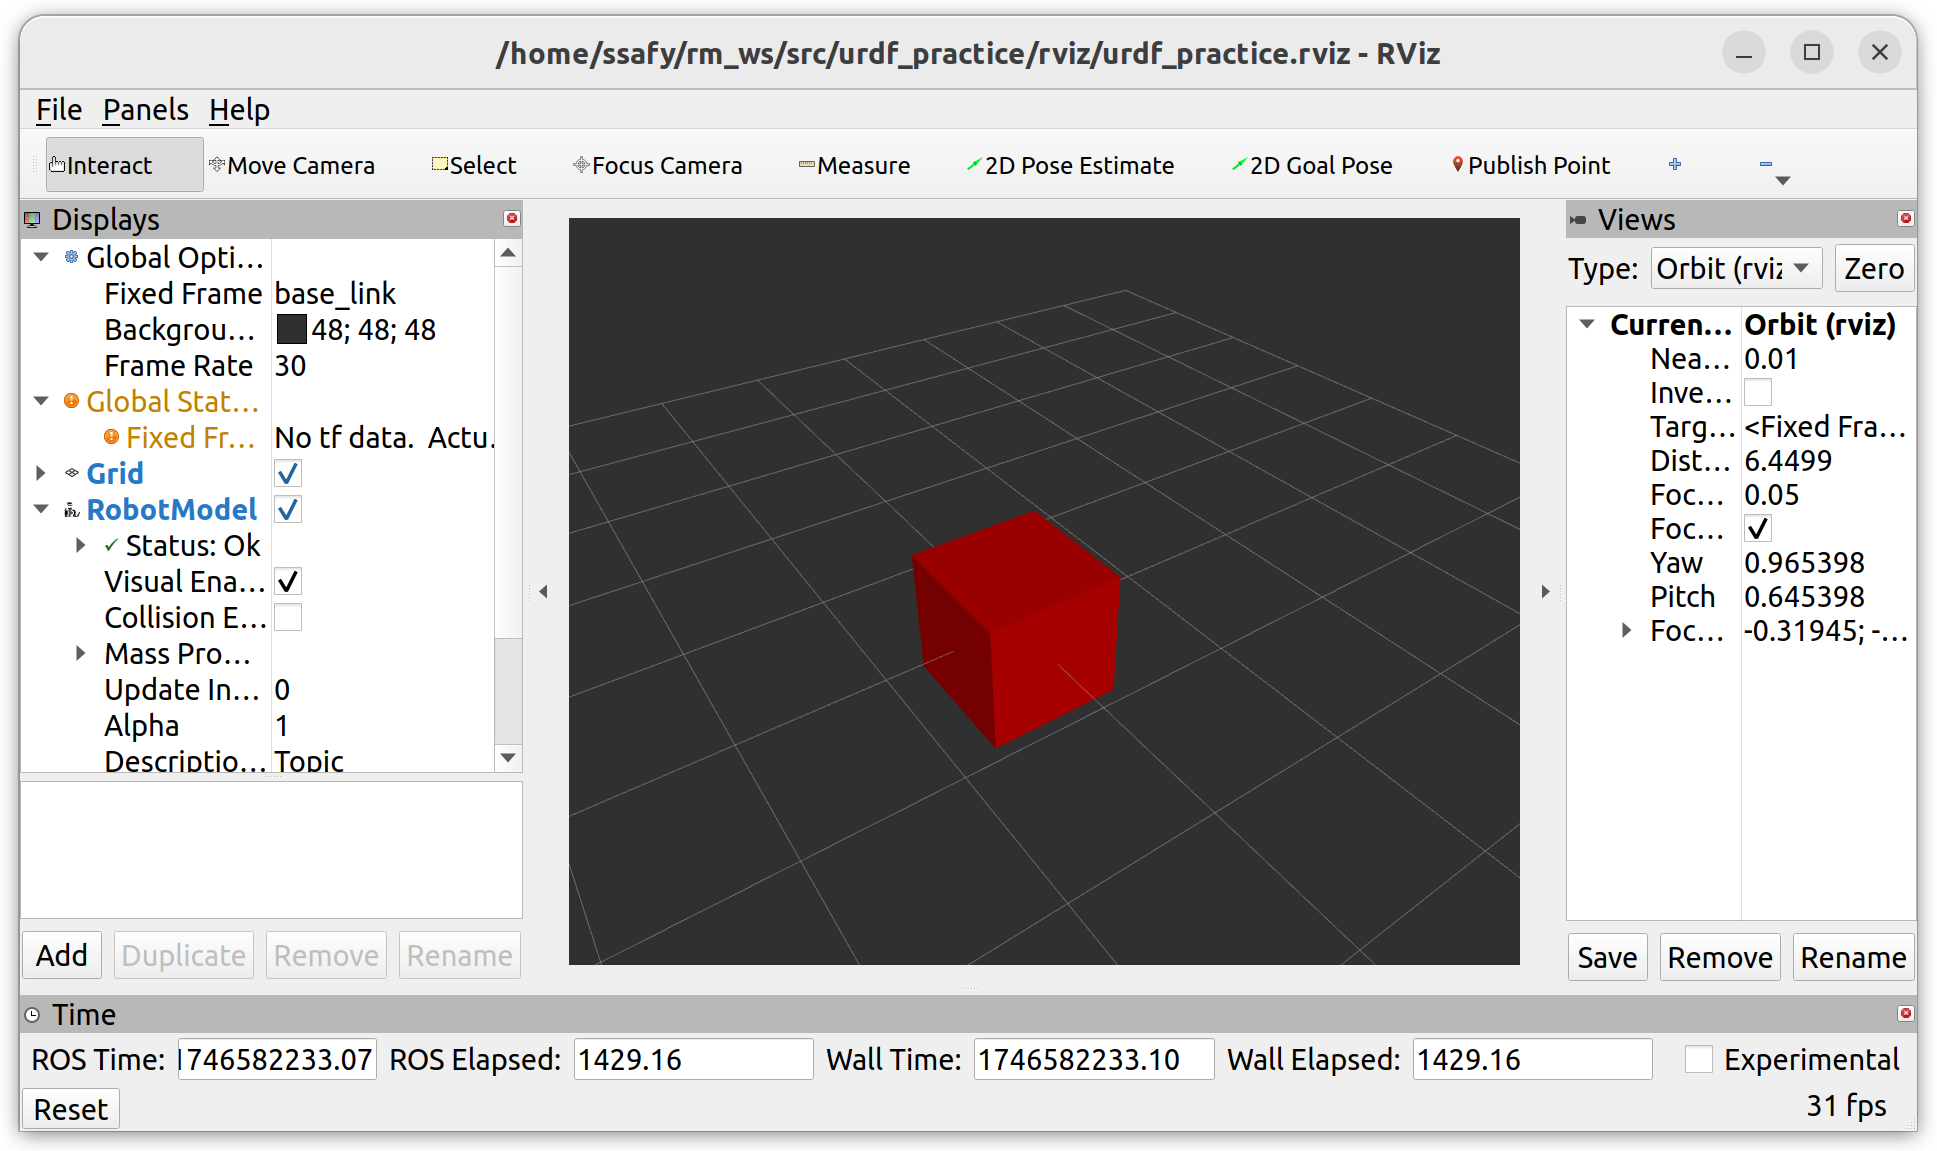 /home/ssafy/rm_ws/src/urdf_practice/rviz/urdf_practice.rviz - RViz
File Panels Help
Interact Move Camera Select Focus Camera Measure 2D Pose Estimate 2D Goal Pose Publish Point
Displays
Global Opti...
Fixed Frame base_link
Backgrou... 48; 48; 48
Frame Rate 30
Global Stat...
Fixed Fr... No tf data. Actu.
Grid
RobotModel
Status: Ok
Visual Ena...
Collision E...
Mass Pro...
Update In... 0
Alpha 1
Descriptio... Topic
Add Duplicate Remove Rename
Views
Type: Orbit (rviz Zero
Curren... Orbit (rviz)
Nea... 0.01
Inve...
Targ... <Fixed Fra...
Dist... 6.4499
Foc... 0.05
Foc...
Yaw 0.965398
Pitch 0.645398
Foc... -0.31945; -...
Save Remove Rename
Time
ROS Time: 1746582233.07 ROS Elapsed: 1429.16 Wall Time: 1746582233.10 Wall Elapsed: 1429.16 Experimental
Reset 31 fps